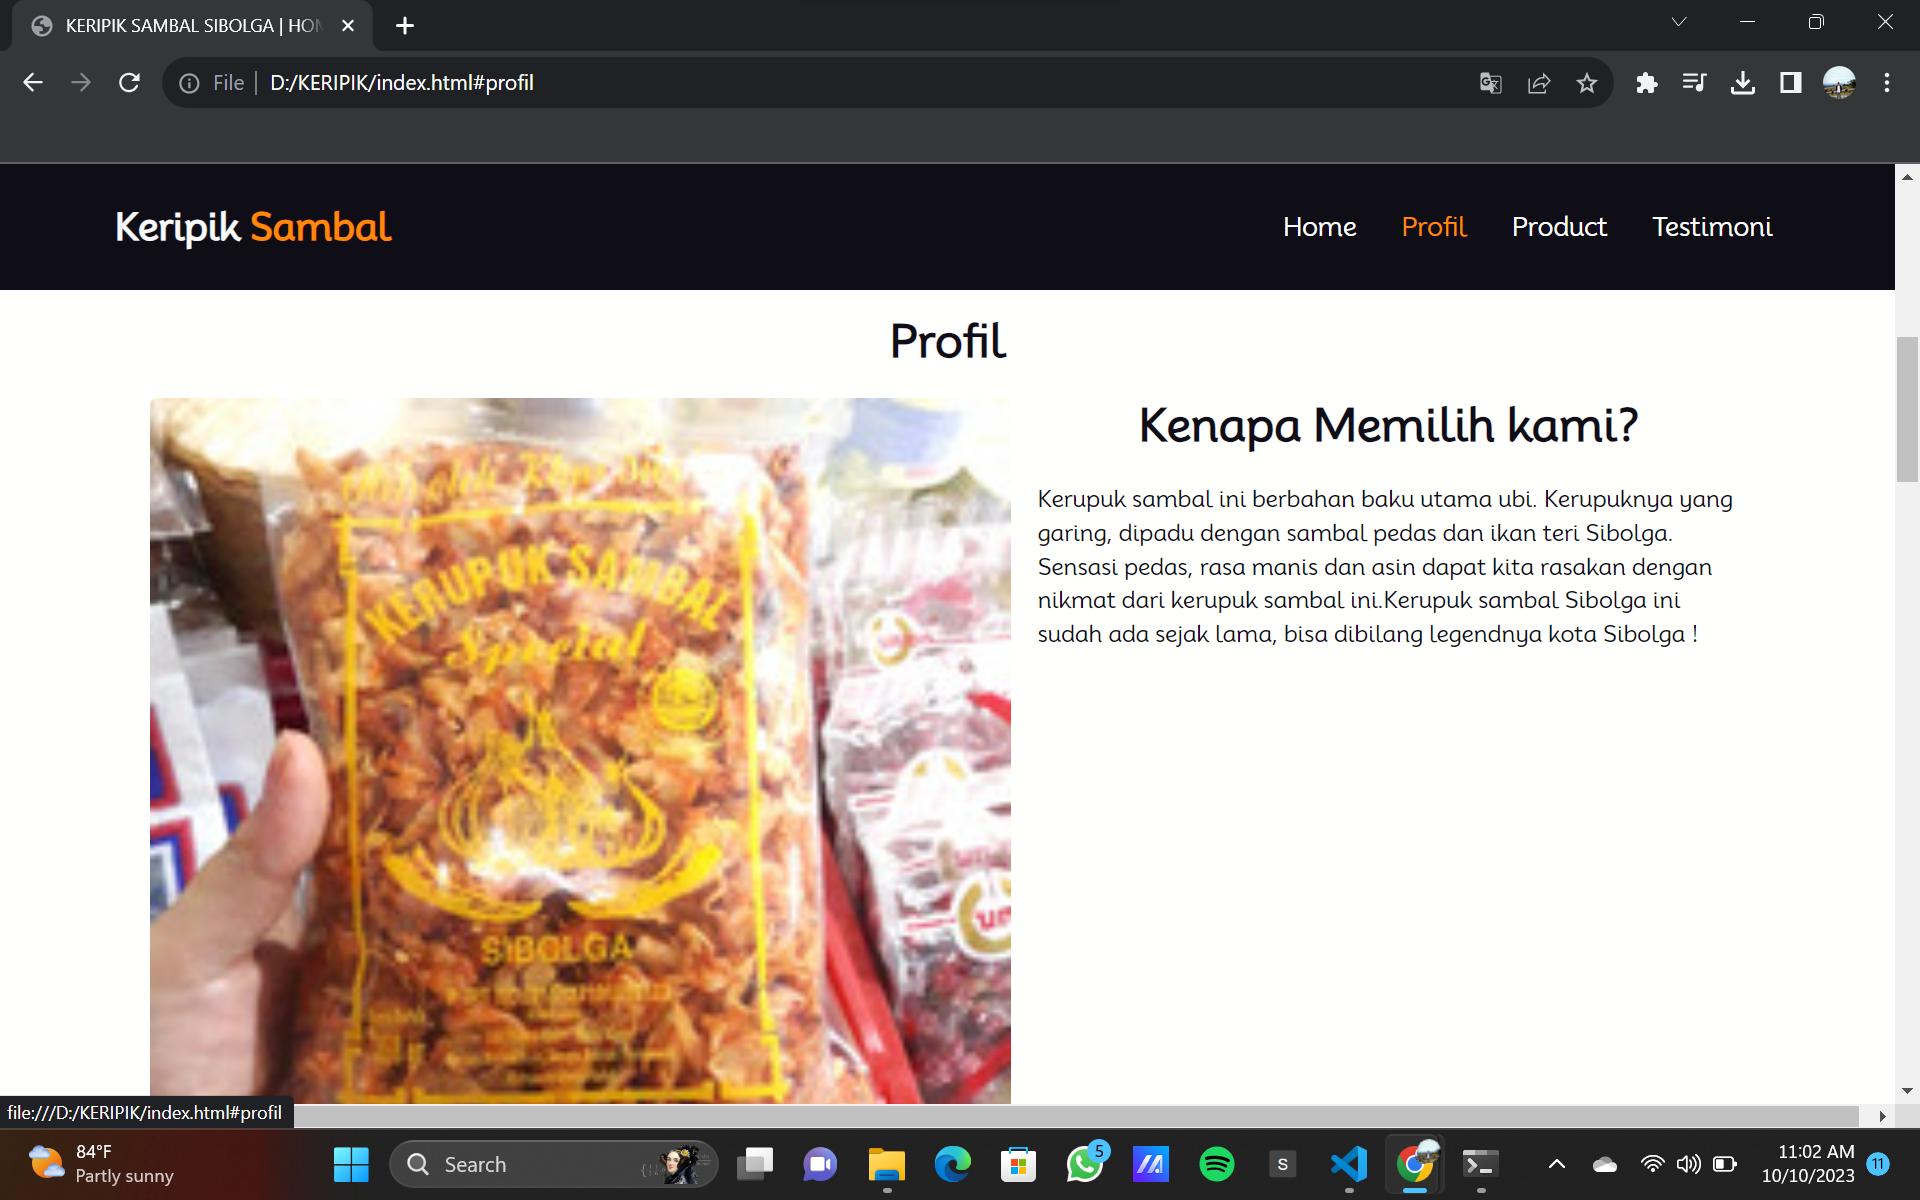 KERIPIK SAMBAL SIBOLGA | HOM
File
D:/KERIPIK/index.html#profil
Keripik Sambal
Home
Profil
Product
Testimoni
Profil
Kenapa Memilih kami?
Kerupuk sambal ini berbahan baku utama ubi. Kerupuknya yang
garing, dipadu dengan sambal pedas dan ikan teri Sibolga.
Sensasi pedas, rasa manis dan asin dapat kita rasakan dengan
nikmat dari kerupuk sambal ini.Kerupuk sambal Sibolga ini
sudah ada sejak lama, bisa dibilang legendnya kota Sibolga !
KERUPUK SAMBAL
Special
SIBOLGA
file:///D:/KERIPIK/index.html#profil
84°F
Partly sunny
Search
5
S
11:02 AM
10/10/2023
11